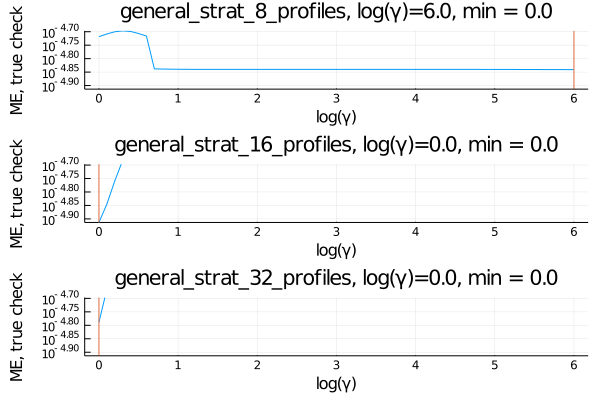 general_strat_8_profiles, log(γ)=6.0, min = 0.0
ME, true check
10^-4.70
10^-4.75
10^-4.80
10^-4.85
10^-4.90
0 1 2 3 4 5 6
log(γ)
general_strat_16_profiles, log(γ)=0.0, min = 0.0
ME, true check
10^-4.70
10^-4.75
10^-4.80
10^-4.85
10^-4.90
0 1 2 3 4 5 6
log(γ)
general_strat_32_profiles, log(γ)=0.0, min = 0.0
ME, true check
10^-4.70
10^-4.75
10^-4.80
10^-4.85
10^-4.90
0 1 2 3 4 5 6
log(γ)